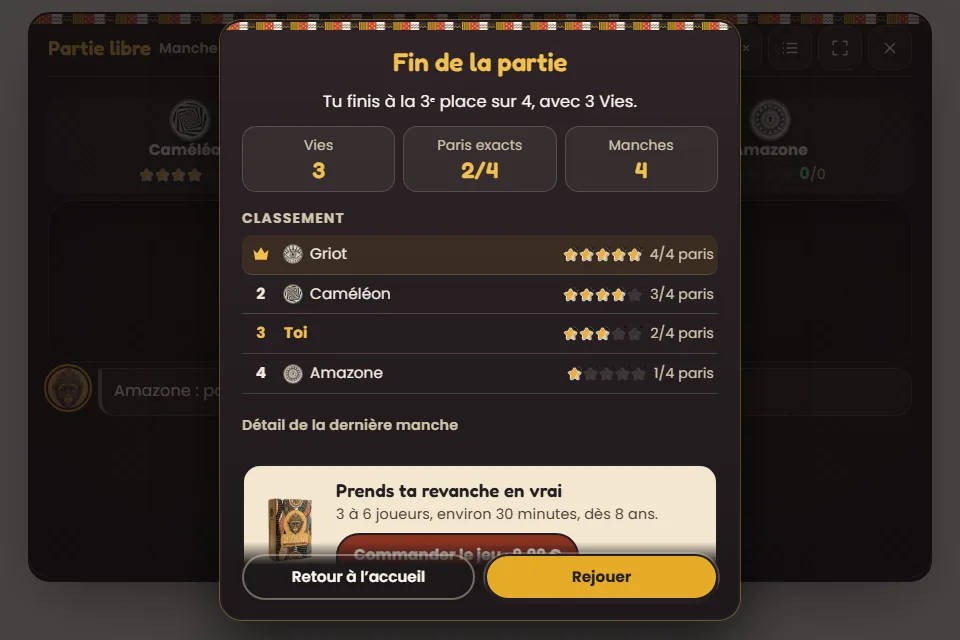 Partie libre Manche
Fin de la partie
Tu finis à la 3ᵉ place sur 4, avec 3 Vies.
Caméléo
mazone
0/0
Vies
3
Paris exacts
2/4
Manches
4
CLASSEMENT
Griot 4/4 paris
2 Caméléon 3/4 paris
3 Toi 2/4 paris
4 Amazone 1/4 paris
Amazone : pa
Détail de la dernière manche
Prends ta revanche en vrai
3 à 6 joueurs, environ 30 minutes, dès 8 ans.
Commander le jeu
Retour à l’accueil
Rejouer